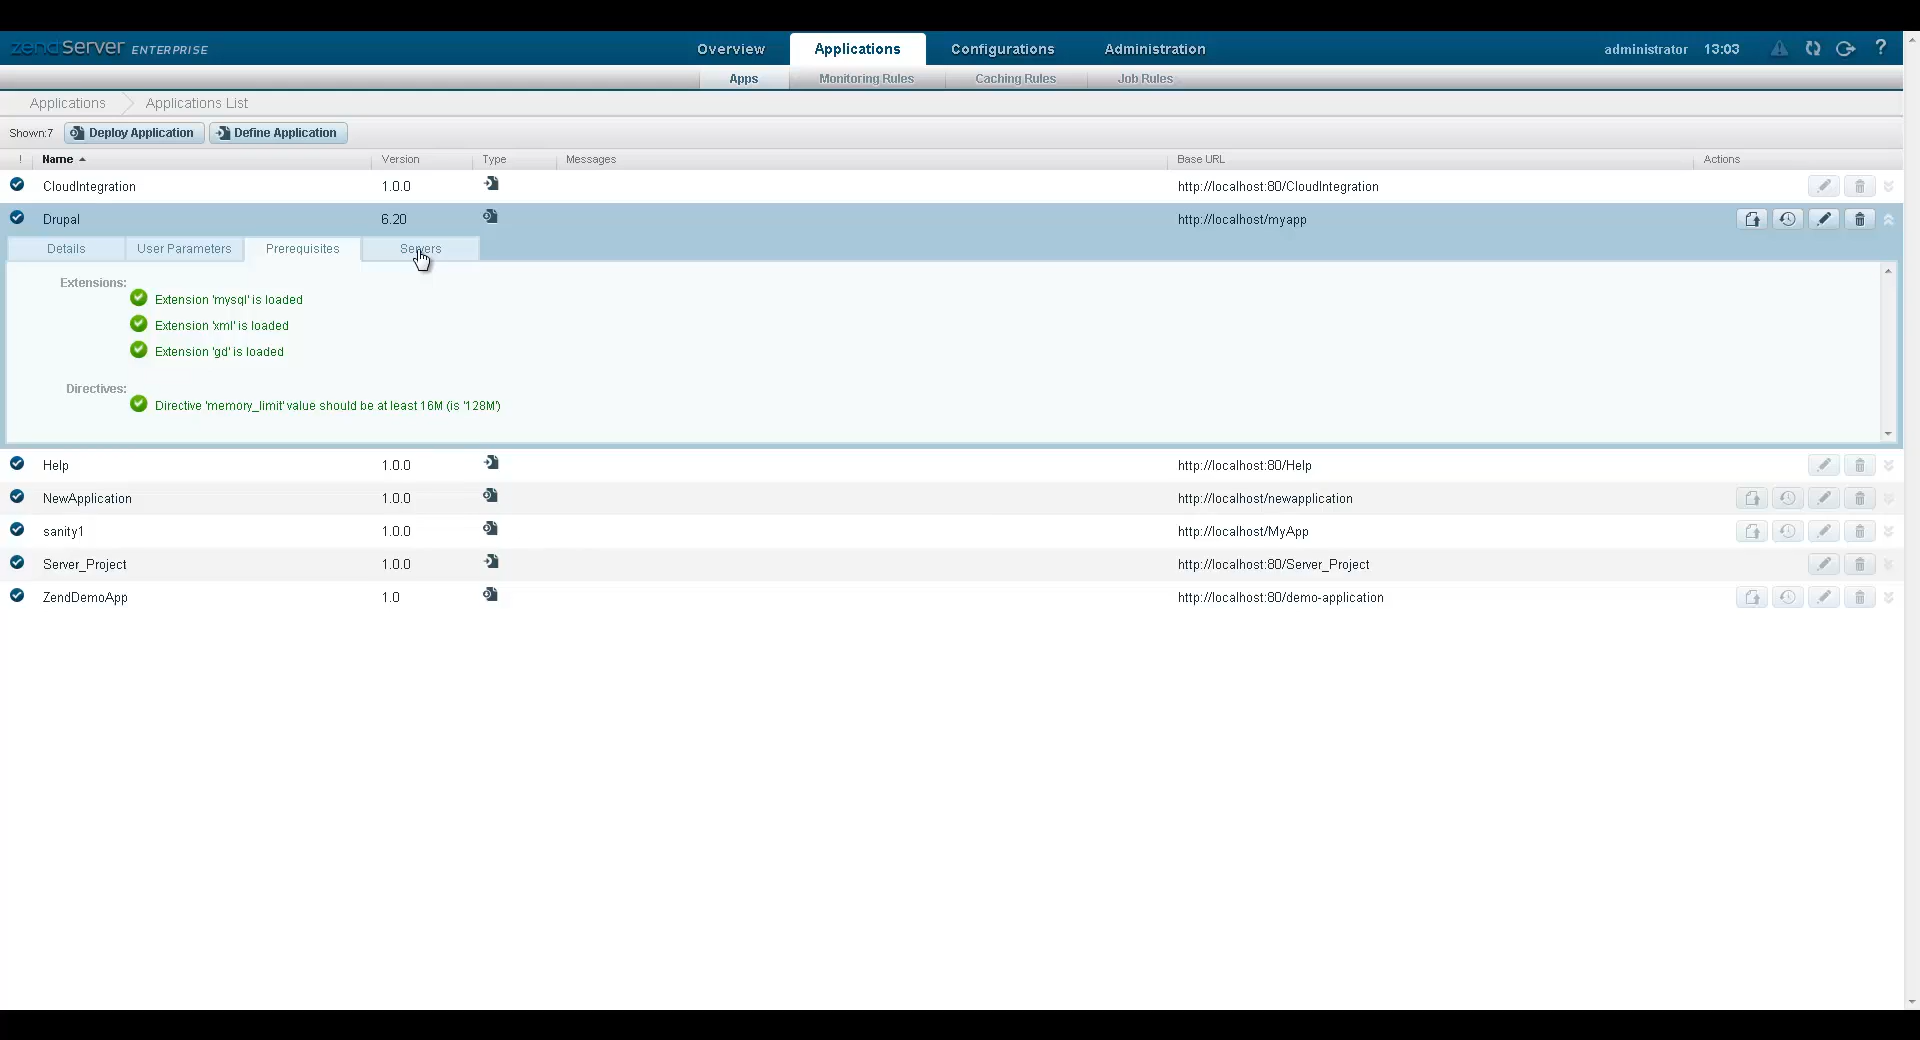 zend Server ENTERPRISE
Overview Applications Configurations Administration
administrator 13:03 ?
Apps Monitoring Rules Caching Rules Job Rules
Applications Applications List
Shown:7 Deploy Application Define Application
! Name Version Type Messages Base URL Actions
CloudIntegration 1.0.0 http://localhost:80/CloudIntegration
Drupal 6.20 http://localhost/myapp
Details User Parameters Prerequisites Servers
Extensions:
Extension 'mysql' is loaded
Extension 'xml' is loaded
Extension 'gd' is loaded
Directives:
Directive 'memory_limit' value should be at least 16M (is '128M')
Help 1.0.0 http://localhost:80/Help
NewApplication 1.0.0 http://localhost/newapplication
sanity1 1.0.0 http://localhost/MyApp
Server_Project 1.0.0 http://localhost:80/Server_Project
ZendDemoApp 1.0 http://localhost:80/demo-application